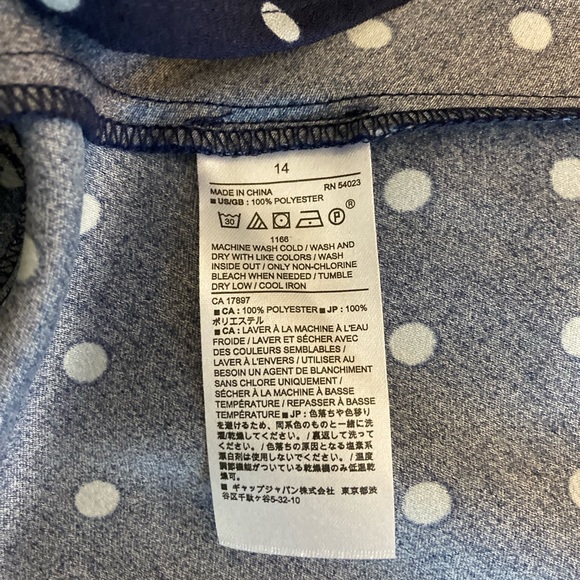 14
MADE IN CHINA RN 54023
■ US/GB : 100% POLYESTER
30 P ®
1166
MACHINE WASH COLD / WASH AND
DRY WITH LIKE COLORS / WASH
INSIDE OUT / ONLY NON-CHLORINE
BLEACH WHEN NEEDED / TUMBLE
DRY LOW / COOL IRON
CA 17897
■ CA : 100% POLYESTER ■ JP : 100%
ポリエステル
■ CA : LAVER À LA MACHINE À L'EAU
FROIDE / LAVER ET SÉCHER AVEC
DES COULEURS SEMBLABLES /
LAVER À L'ENVERS / UTILISER AU
BESOIN UN AGENT DE BLANCHIMENT
SANS CHLORE UNIQUEMENT /
SÉCHER À LA MACHINE À BASSE
TEMPÉRATURE / REPASSER À BASSE
TEMPÉRATURE ■ JP : 色落ちや色移り
を避けるため、同系色のものと一緒に洗
濯/乾燥してください。/ 裏返して洗って
ください。/ 色落ちの原因となる塩素系
漂白剤は使用しないでください。/ 温度
調節機能がついている乾燥機のみ低温乾燥
可。
■ ギャップジャパン株式会社 東京都渋
谷区千駄ヶ谷5-32-10